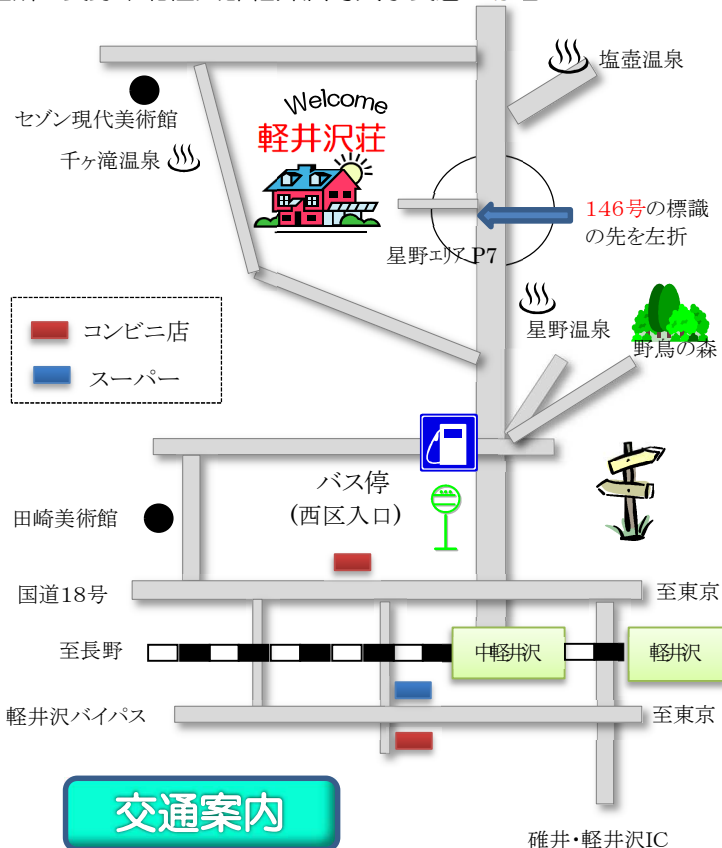 塩壺温泉
Welcome
セゾン現代美術館
軽井沢荘
千ヶ滝温泉
146号の標識
の先を左折
星野エリア P7
コンビニ店
星野温泉
野鳥の森
スーパー
バス停
(西区入口)
田崎美術館
国道18号
至東京
至長野
中軽井沢
軽井沢
軽井沢バイパス
至東京
交通案内
碓井・軽井沢IC